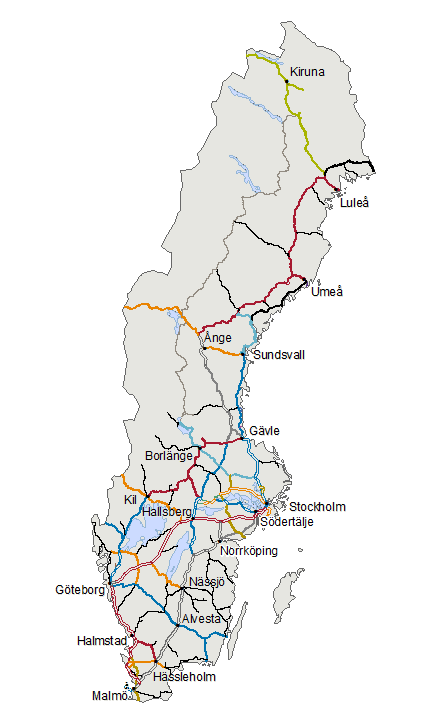 Kiruna
Luleå
Umeå
Ånge
Sundsvall
Gävle
Borlänge
Kil
Hallsberg
Stockholm
Södertälje
Norrköping
Göteborg
Nässjö
Alvesta
Halmstad
Hässleholm
Malmö